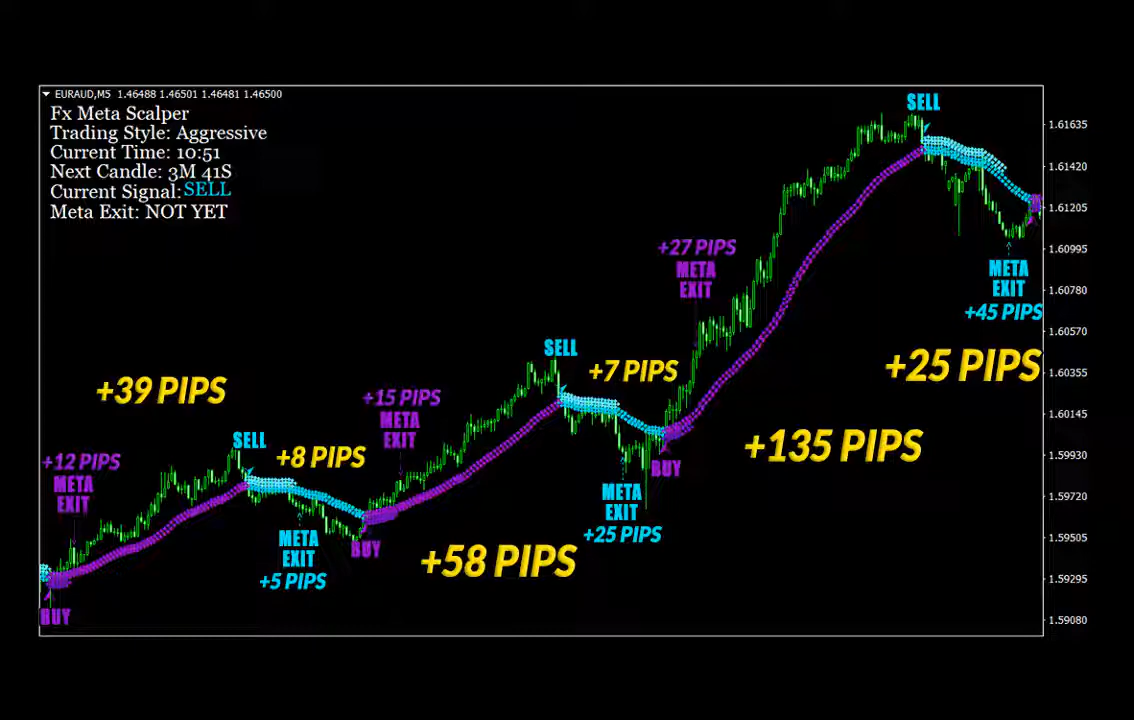 EURAUD,M5 1.46488 1.46501 1.46481 1.46500
Fx Meta Scalper
Trading Style: Aggressive
Current Time: 10:51
Next Candle: 3M 41S
Current Signal: SELL
Meta Exit: NOT YET
+12 PIPS
META
EXIT
BUY
+39 PIPS
SELL
+8 PIPS
META
EXIT
+5 PIPS
+15 PIPS
META
EXIT
BUY
+58 PIPS
SELL
+7 PIPS
META
EXIT
+25 PIPS
+27 PIPS
META
EXIT
BUY
+135 PIPS
SELL
META
EXIT
+45 PIPS
+25 PIPS
1.61635
1.61420
1.61205
1.60995
1.60780
1.60570
1.60355
1.60145
1.59930
1.59720
1.59505
1.59295
1.59080